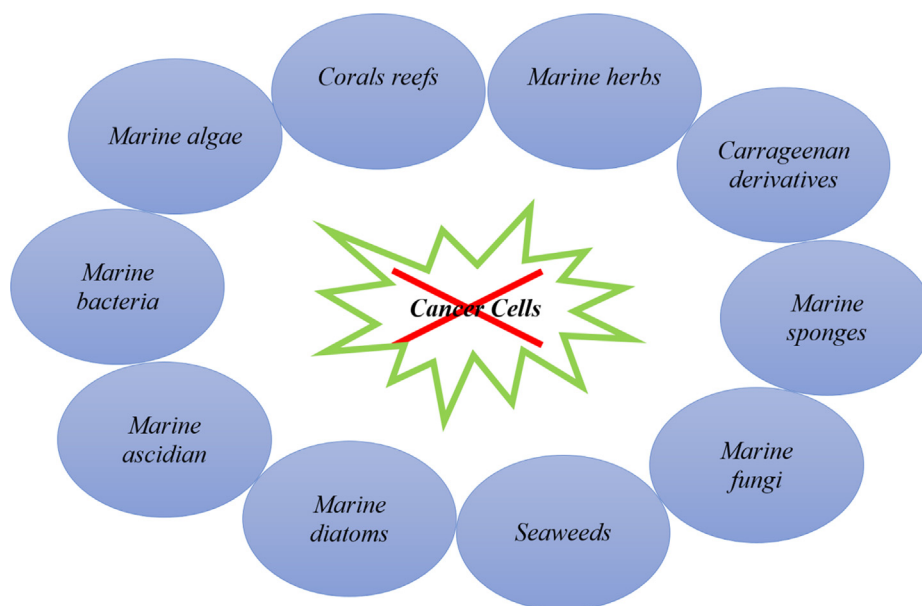 Corals reefs
Marine herbs
Marine algae
Carrageenan
derivatives
Marine
bacteria
Cancer Cells
Marine
sponges
Marine
ascidian
Marine
fungi
Marine
diatoms
Seaweeds